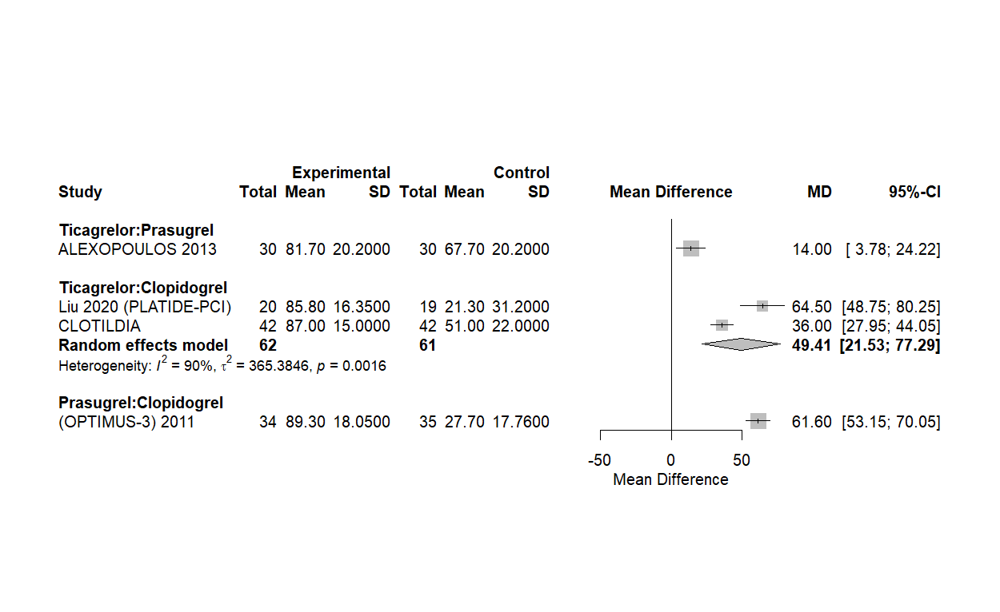 Experimental Control
Study Total Mean SD Total Mean SD Mean Difference MD 95%-CI
Ticagrelor:Prasugrel
ALEXOPOULOS 2013 30 81.70 20.2000 30 67.70 20.2000 14.00 [ 3.78; 24.22]
Ticagrelor:Clopidogrel
Liu 2020 (PLATIDE-PCI) 20 85.80 16.3500 19 21.30 31.2000 64.50 [48.75; 80.25]
CLOTILDIA 42 87.00 15.0000 42 51.00 22.0000 36.00 [27.95; 44.05]
Random effects model 62 61 49.41 [21.53; 77.29]
Heterogeneity: I² = 90%, τ² = 365.3846, p = 0.0016
Prasugrel:Clopidogrel
(OPTIMUS-3) 2011 34 89.30 18.0500 35 27.70 17.7600 61.60 [53.15; 70.05]
-50 0 50
Mean Difference